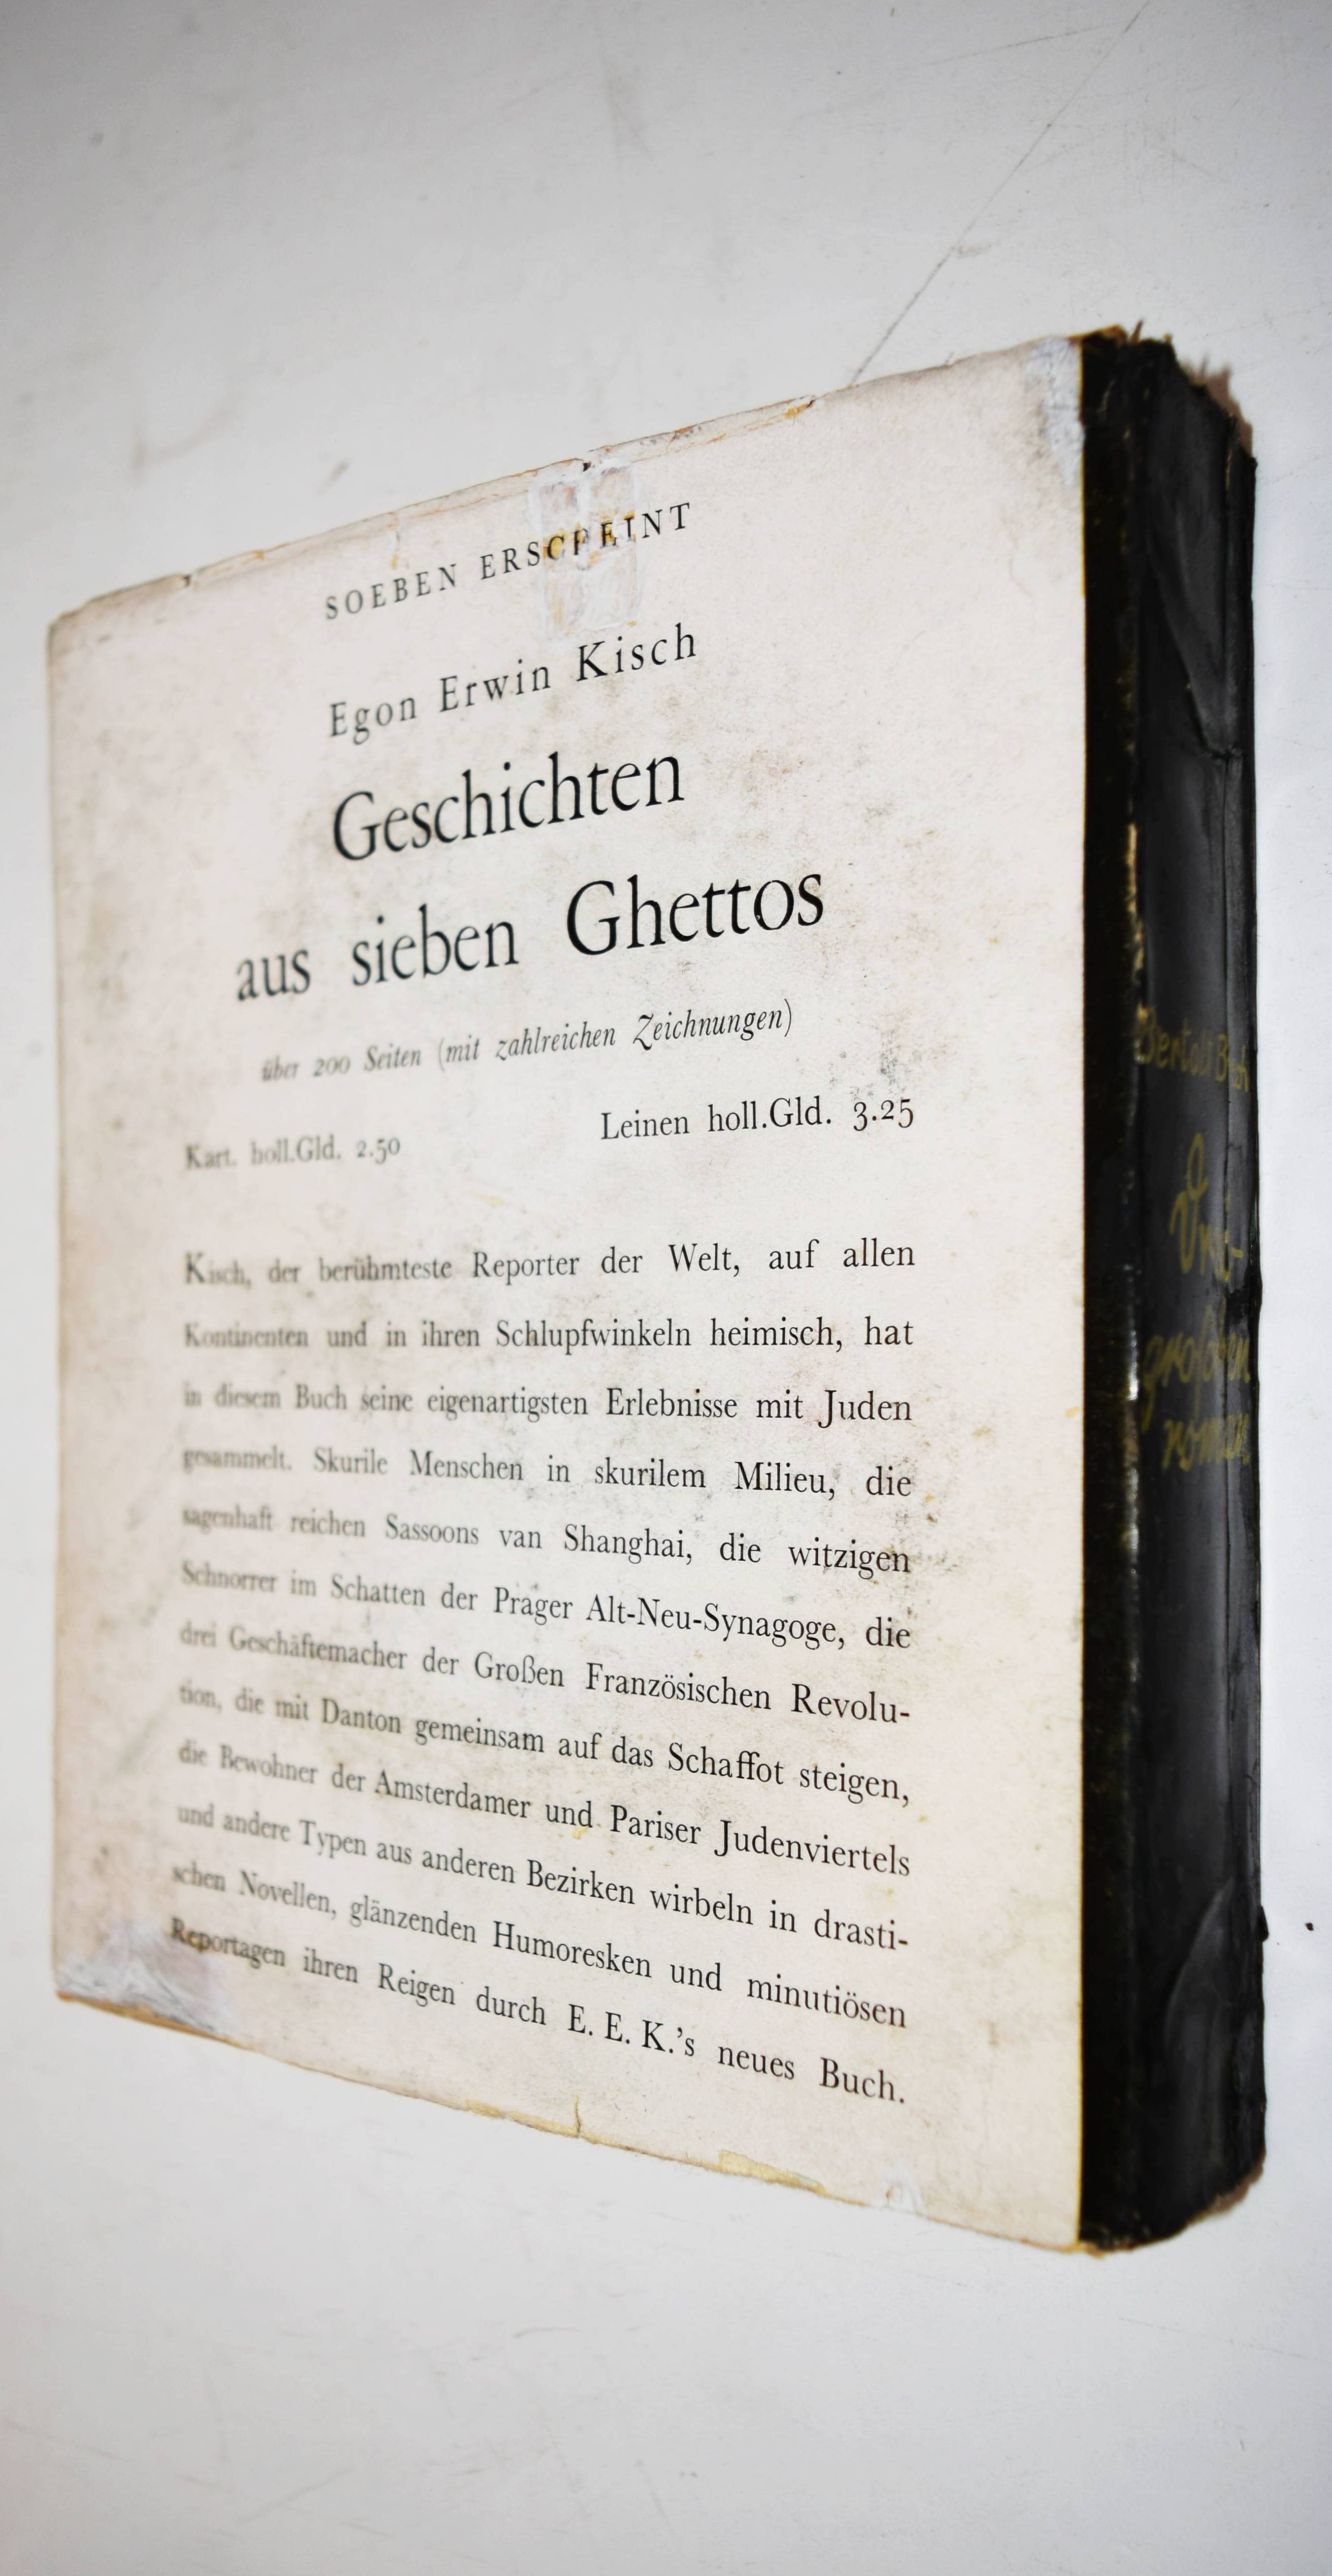 SOEBEN ERSCHEINT
Egon Erwin Kisch
Geschichten
aus sieben Ghettos
über 200 Seiten (mit zahlreichen Zeichnungen)
Kart. holl.Gld. 2.50 Leinen holl.Gld. 3.25
Kisch, der berühmteste Reporter der Welt, auf allen
Kontinenten und in ihren Schlupfwinkeln heimisch, hat
in diesem Buch seine eigenartigsten Erlebnisse mit Juden
gesammelt. Skurile Menschen in skurilem Milieu, die
sagenhaft reichen Sassoons van Shanghai, die witzigen
Schnorrer im Schatten der Prager Alt-Neu-Synagoge, die
drei Geschäftemacher der Großen Französischen Revolu-
tion, die mit Danton gemeinsam auf das Schaffot steigen,
die Bewohner der Amsterdamer und Pariser Judenviertels
und andere Typen aus anderen Bezirken wirbeln in drasti-
schen Novellen, glänzenden Humoresken und minutiösen
Reportagen ihren Reigen durch E. E. K.'s neues Buch.
roman